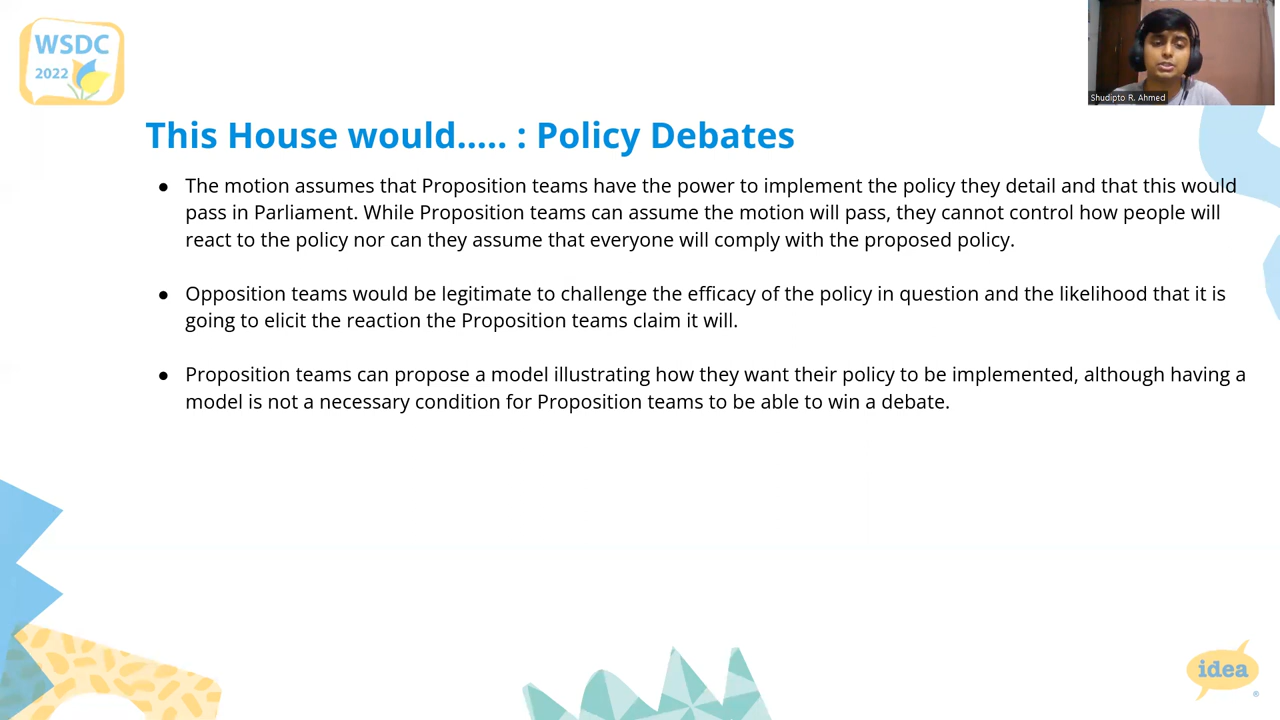 WSDC
2022
Shudipto R. Ahmed
This House would..... : Policy Debates
● The motion assumes that Proposition teams have the power to implement the policy they detail and that this would
pass in Parliament. While Proposition teams can assume the motion will pass, they cannot control how people will
react to the policy nor can they assume that everyone will comply with the proposed policy.
● Opposition teams would be legitimate to challenge the efficacy of the policy in question and the likelihood that it is
going to elicit the reaction the Proposition teams claim it will.
● Proposition teams can propose a model illustrating how they want their policy to be implemented, although having a
model is not a necessary condition for Proposition teams to be able to win a debate.
idea
®